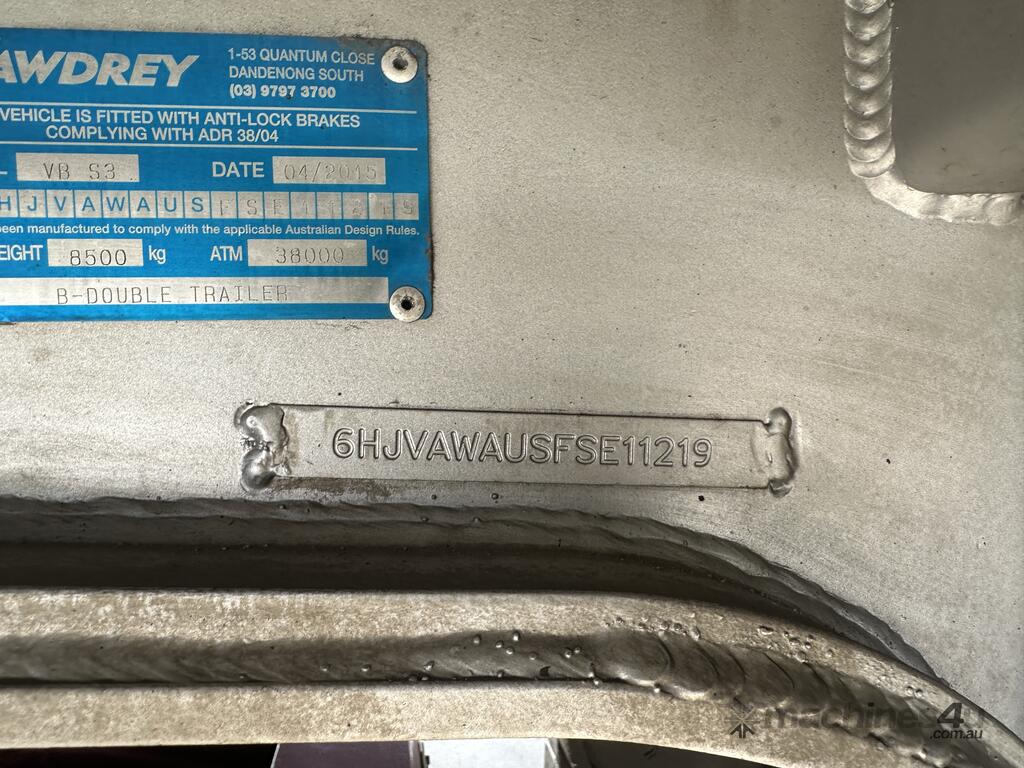 AWDREY
1-53 QUANTUM CLOSE
DANDENONG SOUTH
(03) 9797 3700
VEHICLE IS FITTED WITH ANTI-LOCK BRAKES
COMPLYING WITH ADR 38/04
L VB S3 DATE 04/2015
HJVAWAUSFSE11219
been manufactured to comply with the applicable Australian Design Rules.
EIGHT 8500 kg ATM 38000 kg
B-DOUBLE TRAILER
6HJVAWAUSFSE11219
machines4u
.com.au